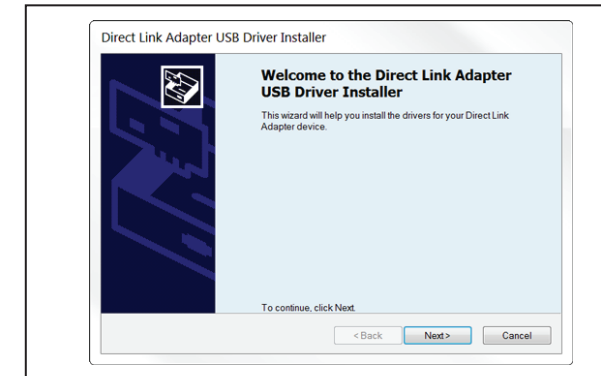 Direct Link Adapter USB Driver Installer
Welcome to the Direct Link Adapter
USB Driver Installer
This wizard will help you install the drivers for your Direct Link
Adapter device.
To continue, click Next.
< Back
Next >
Cancel